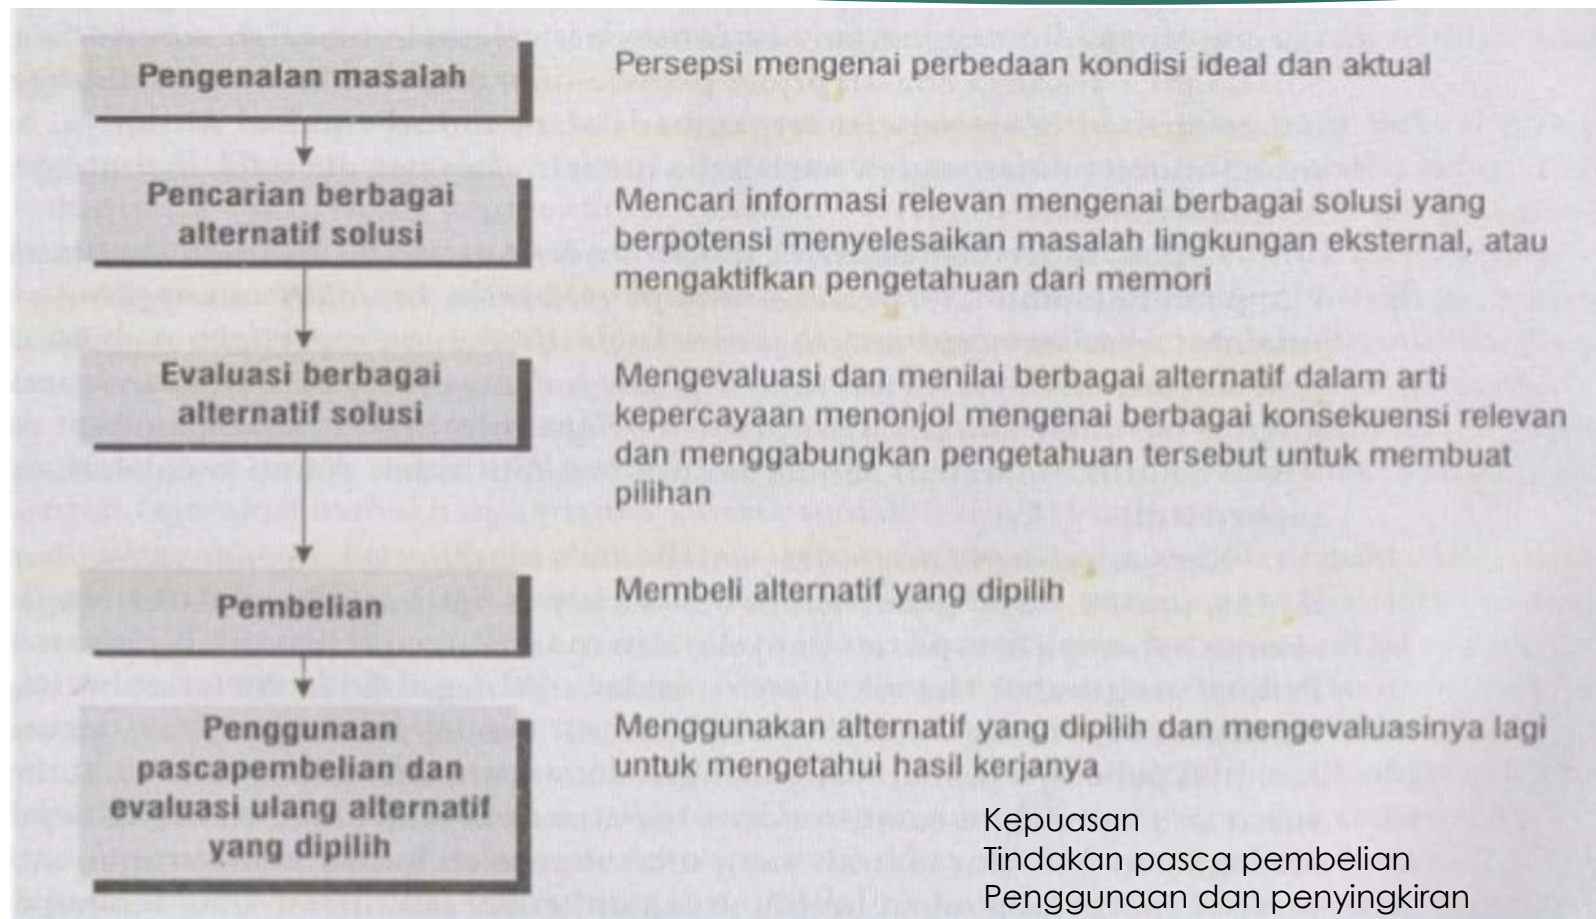 Pengenalan masalah
Persepsi mengenai perbedaan kondisi ideal dan aktual
Pencarian berbagai
alternatif solusi
Mencari informasi relevan mengenai berbagai solusi yang
berpotensi menyelesaikan masalah lingkungan eksternal, atau
mengaktifkan pengetahuan dari memori
Evaluasi berbagai
alternatif solusi
Mengevaluasi dan menilai berbagai alternatif dalam arti
kepercayaan menonjol mengenai berbagai konsekuensi relevan
dan menggabungkan pengetahuan tersebut untuk membuat
pilihan
Pembelian
Membeli alternatif yang dipilih
Penggunaan
pascapembelian dan
evaluasi ulang alternatif
yang dipilih
Menggunakan alternatif yang dipilih dan mengevaluasinya lagi
untuk mengetahui hasil kerjanya
Kepuasan
Tindakan pasca pembelian
Penggunaan dan penyingkiran